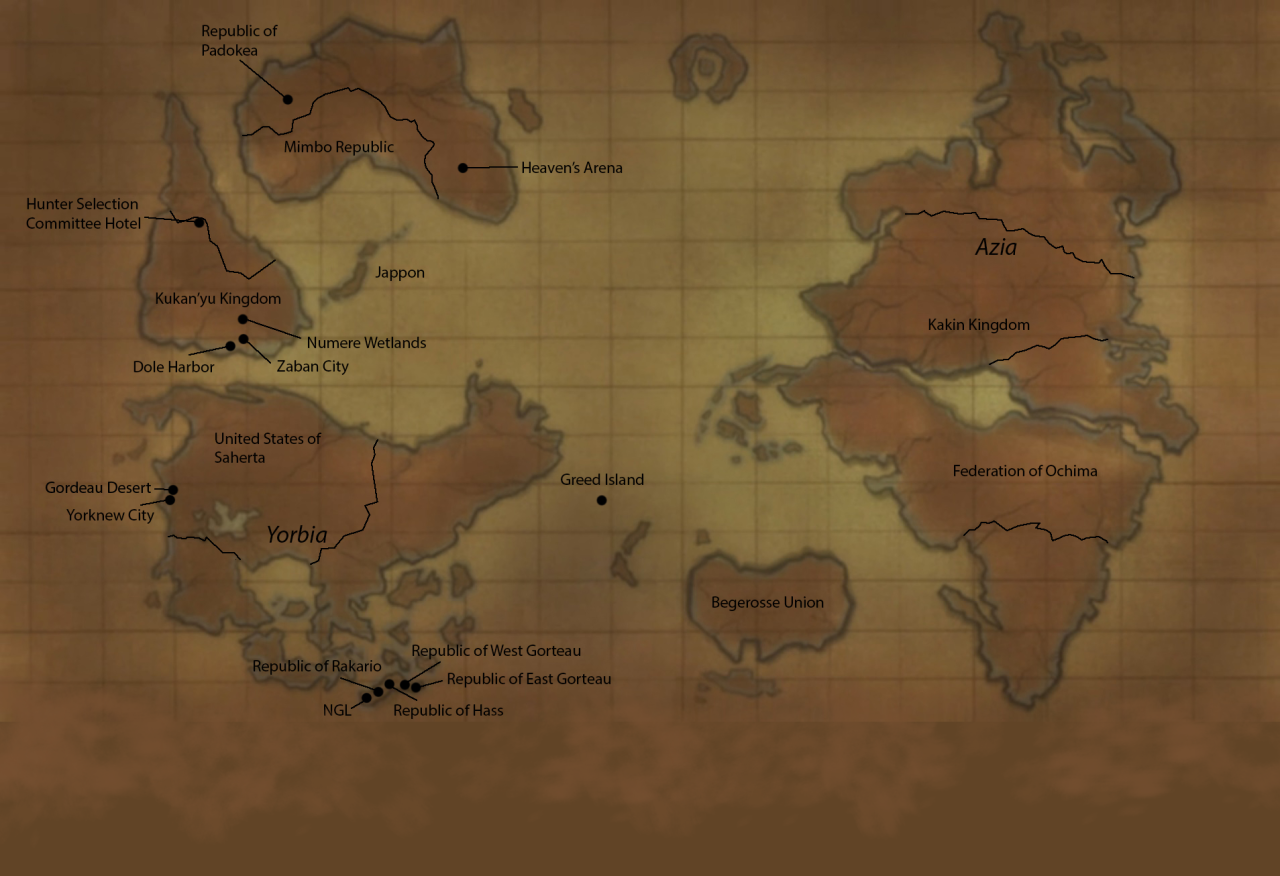 Republic of
Padokea
Mimbo Republic
Heaven's Arena
Hunter Selection
Committee Hotel
Jappon
Kukan'yu Kingdom
Numere Wetlands
Dole Harbor
Zaban City
Azia
Kakin Kingdom
United States of
Saherta
Gordeau Desert
Yorknew City
Yorbia
Greed Island
Federation of Ochima
Begerosse Union
Republic of West Gorteau
Republic of Rakario
Republic of East Gorteau
NGL
Republic of Hass